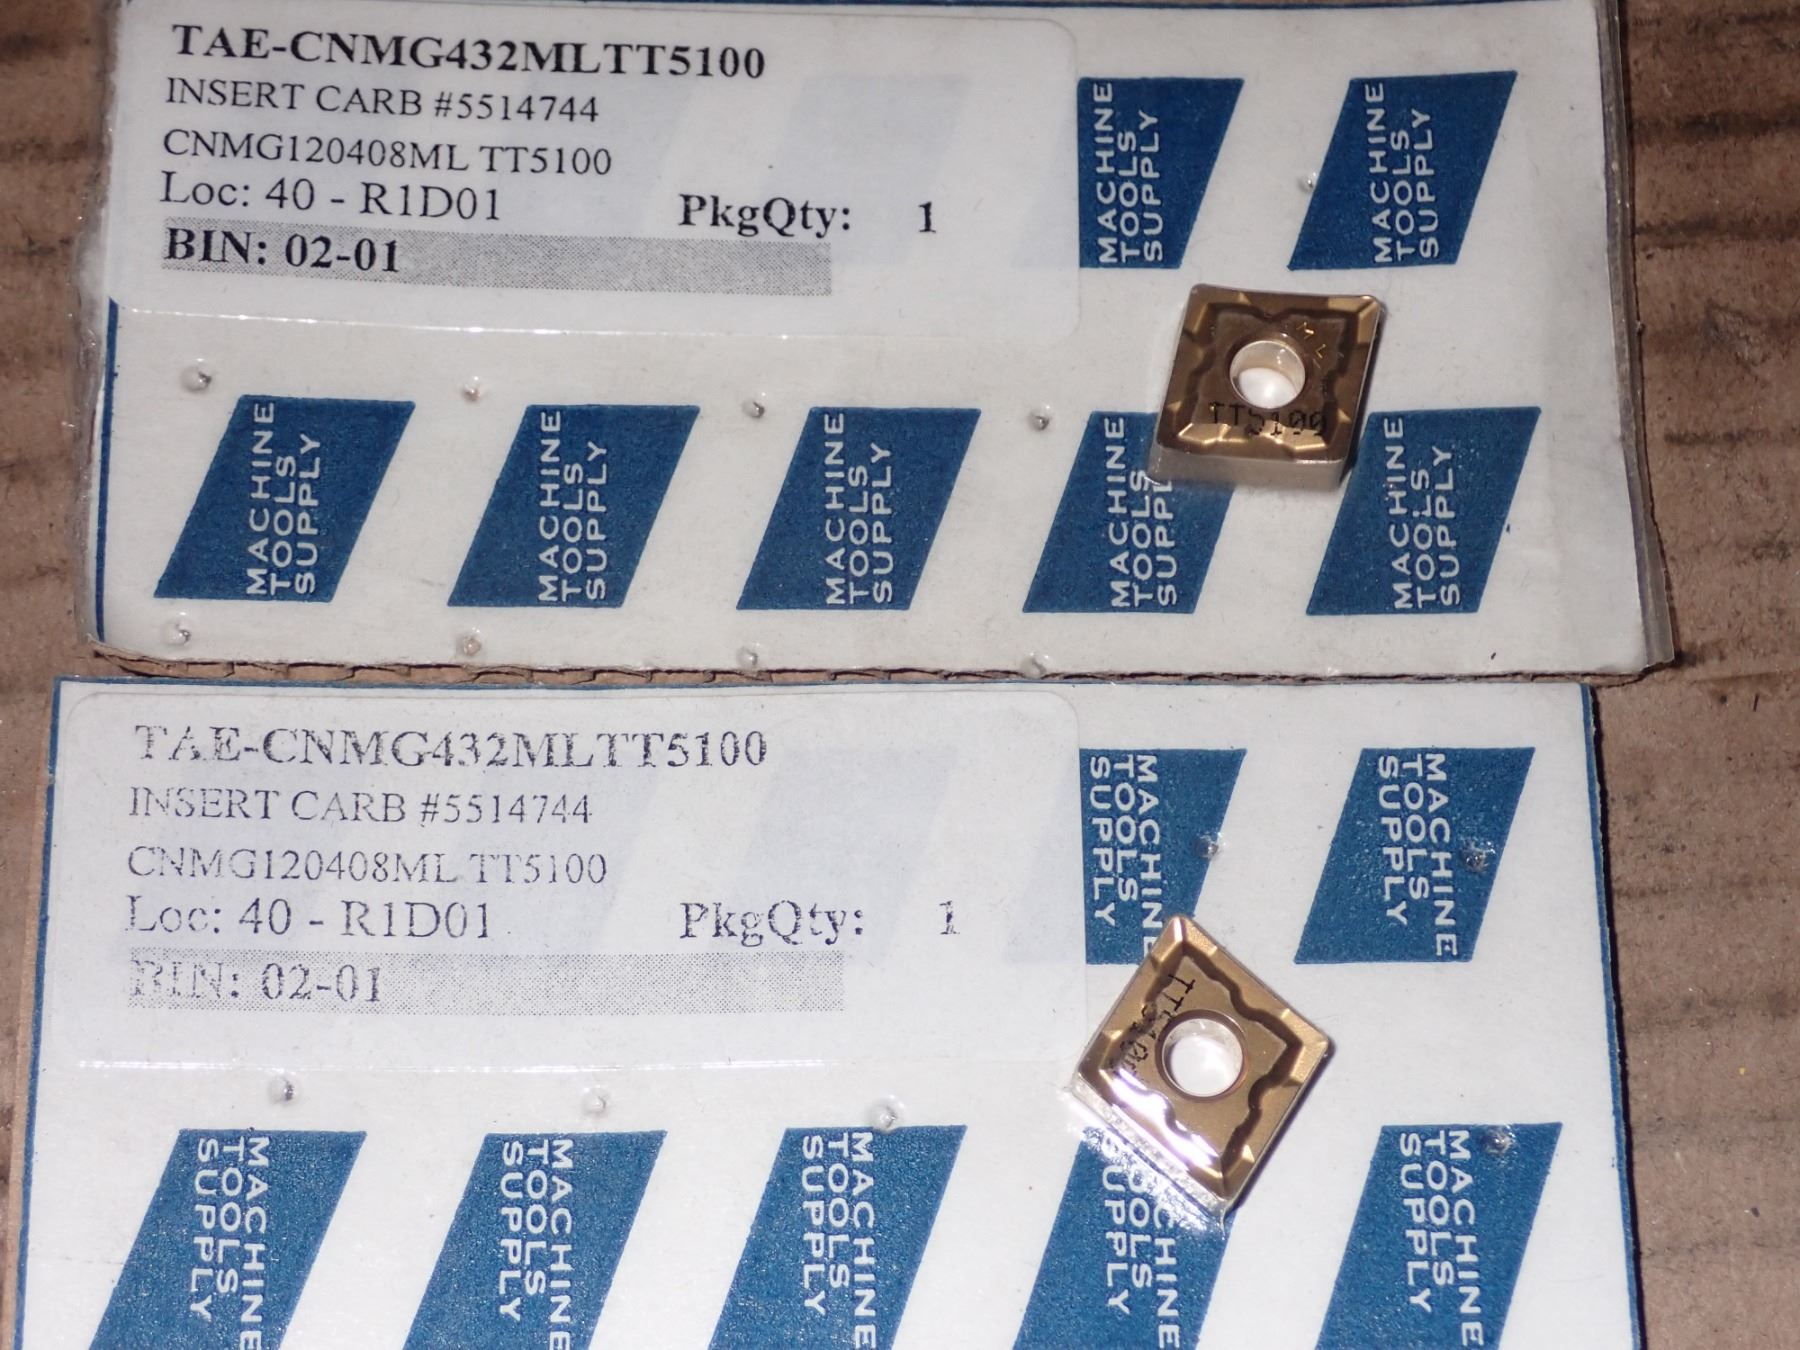 TAE-CNMG432MLTT5100
INSERT CARB #5514744
CNMG120408ML TT5100
Loc: 40 - R1D01 PkgQty: 1
BIN: 02-01
MACHINE
TOOLS
SUPPLY
MACHINE
TOOLS
SUPPLY
ML
TT5100
MACHINE
TOOLS
SUPPLY
MACHINE
TOOLS
SUPPLY
MACHINE
TOOLS
SUPPLY
MACHINE
TOOLS
SUPPLY
MACHINE
TOOLS
SUPPLY
TAE-CNMG432MLTT5100
INSERT CARB #5514744
CNMG120408ML TT5100
Loc: 40 - R1D01 PkgQty: 1
BIN: 02-01
MACHINE
TOOLS
SUPPLY
MACHINE
TOOLS
SUPPLY
TT5100
MACHINE
TOOLS
SUPPLY
MACHINE
TOOLS
SUPPLY
MACHINE
TOOLS
SUPPLY
MACHINE
TOOLS
SUPPLY
MACHINE
TOOLS
SUPPLY